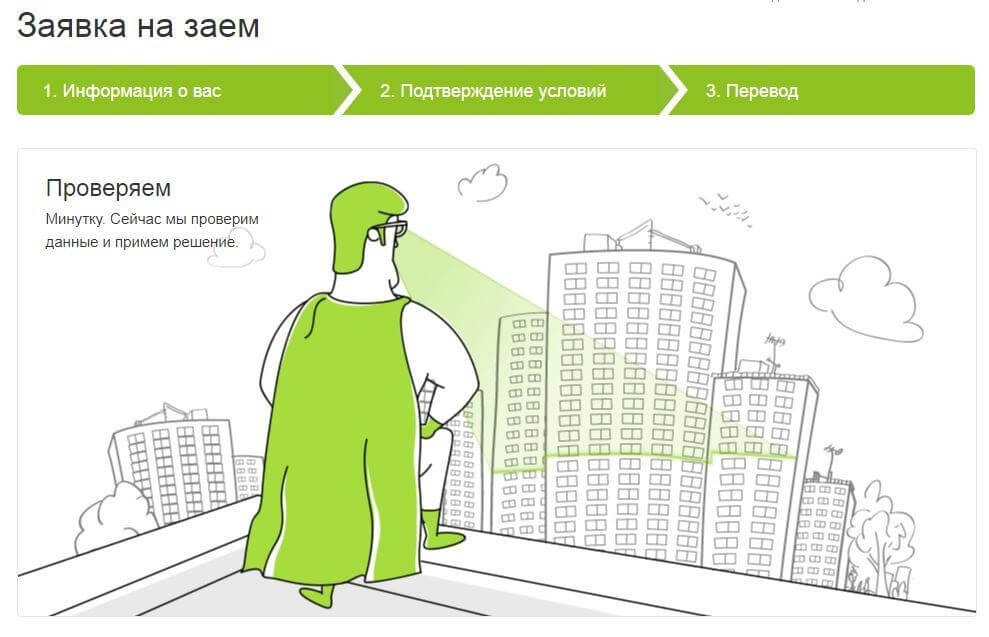 Заявка на заем
1. Информация о вас
2. Подтверждение условий
3. Перевод
Проверяем
Минутку. Сейчас мы проверим
данные и примем решение.